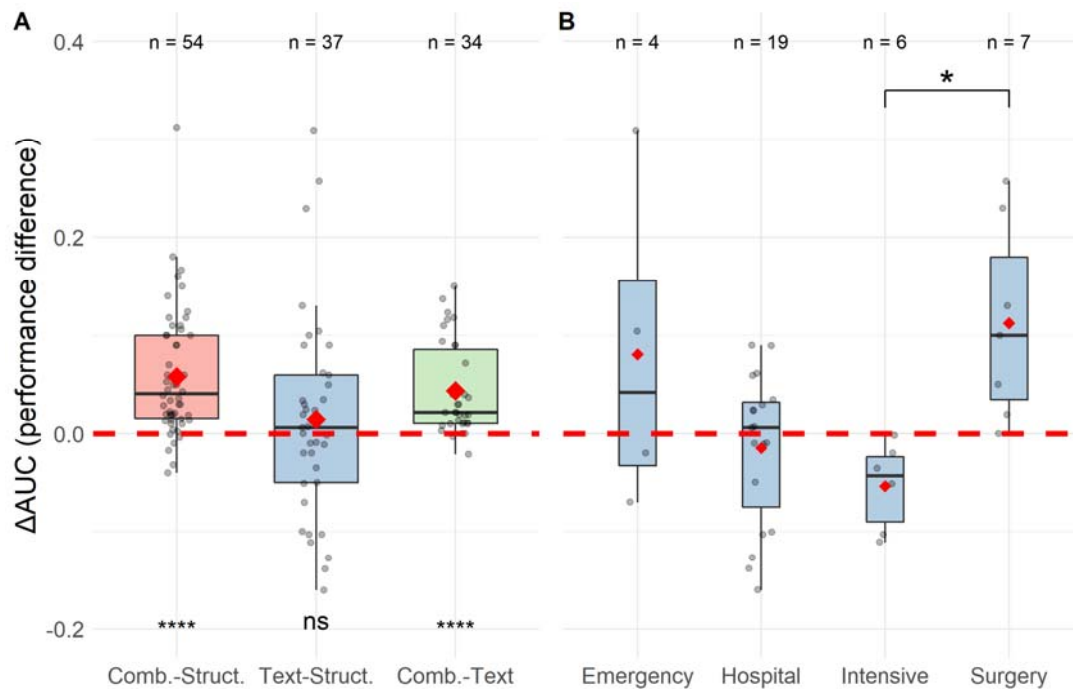 A
B
n = 54
n = 37
n = 34
n = 4
n = 19
n = 6
n = 7
*
0.4
0.2
0.0
-0.2
ΔAUC (performance difference)
****
ns
****
Comb.-Struct.
Text-Struct.
Comb.-Text
Emergency
Hospital
Intensive
Surgery